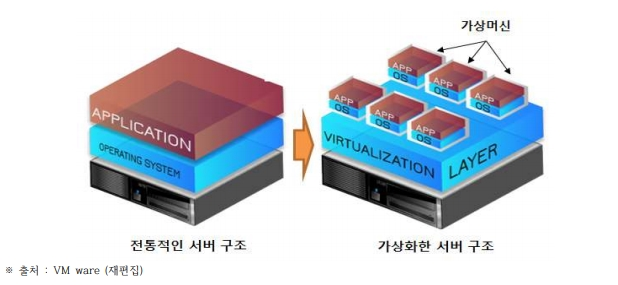 가상머신
APP
OS
APP
OS
APP
OS
APP
OS
APP
OS
APP
OS
APPLICATION
OPERATING SYSTEM
VIRTUALIZATION LAYER
전통적인 서버 구조
가상화한 서버 구조
※ 출처 : VM ware (재편집)